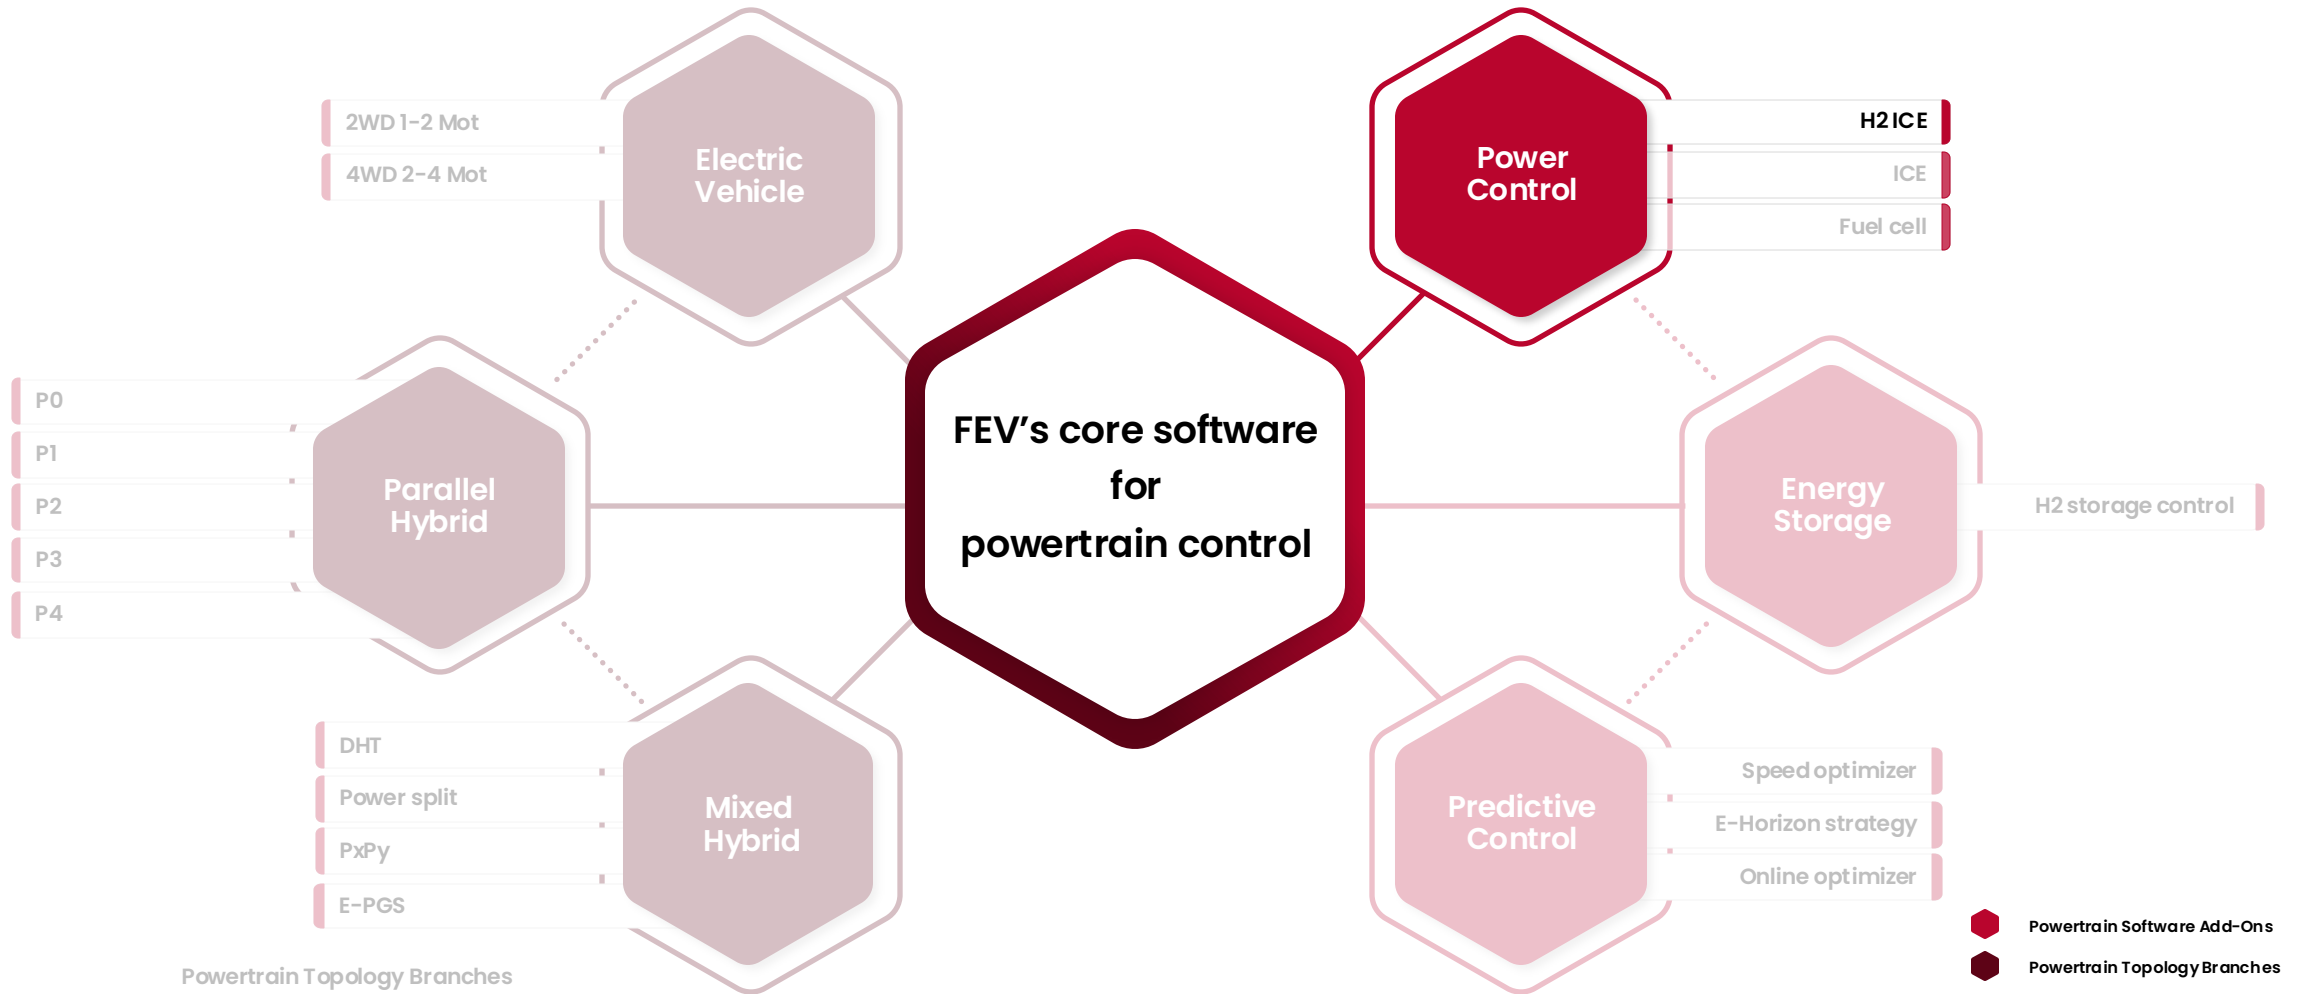 2WD 1-2 Mot
4WD 2-4 Mot
Electric
Vehicle
Power
Control
H2 ICE
ICE
Fuel cell
P0
P1
P2
P3
P4
Parallel
Hybrid
FEV’s core software
for
powertrain control
Energy
Storage
H2 storage control
DHT
Power split
PxPy
E-PGS
Mixed
Hybrid
Predictive
Control
Speed optimizer
E-Horizon strategy
Online optimizer
Powertrain Topology Branches
Powertrain Software Add-Ons
Powertrain Topology Branches